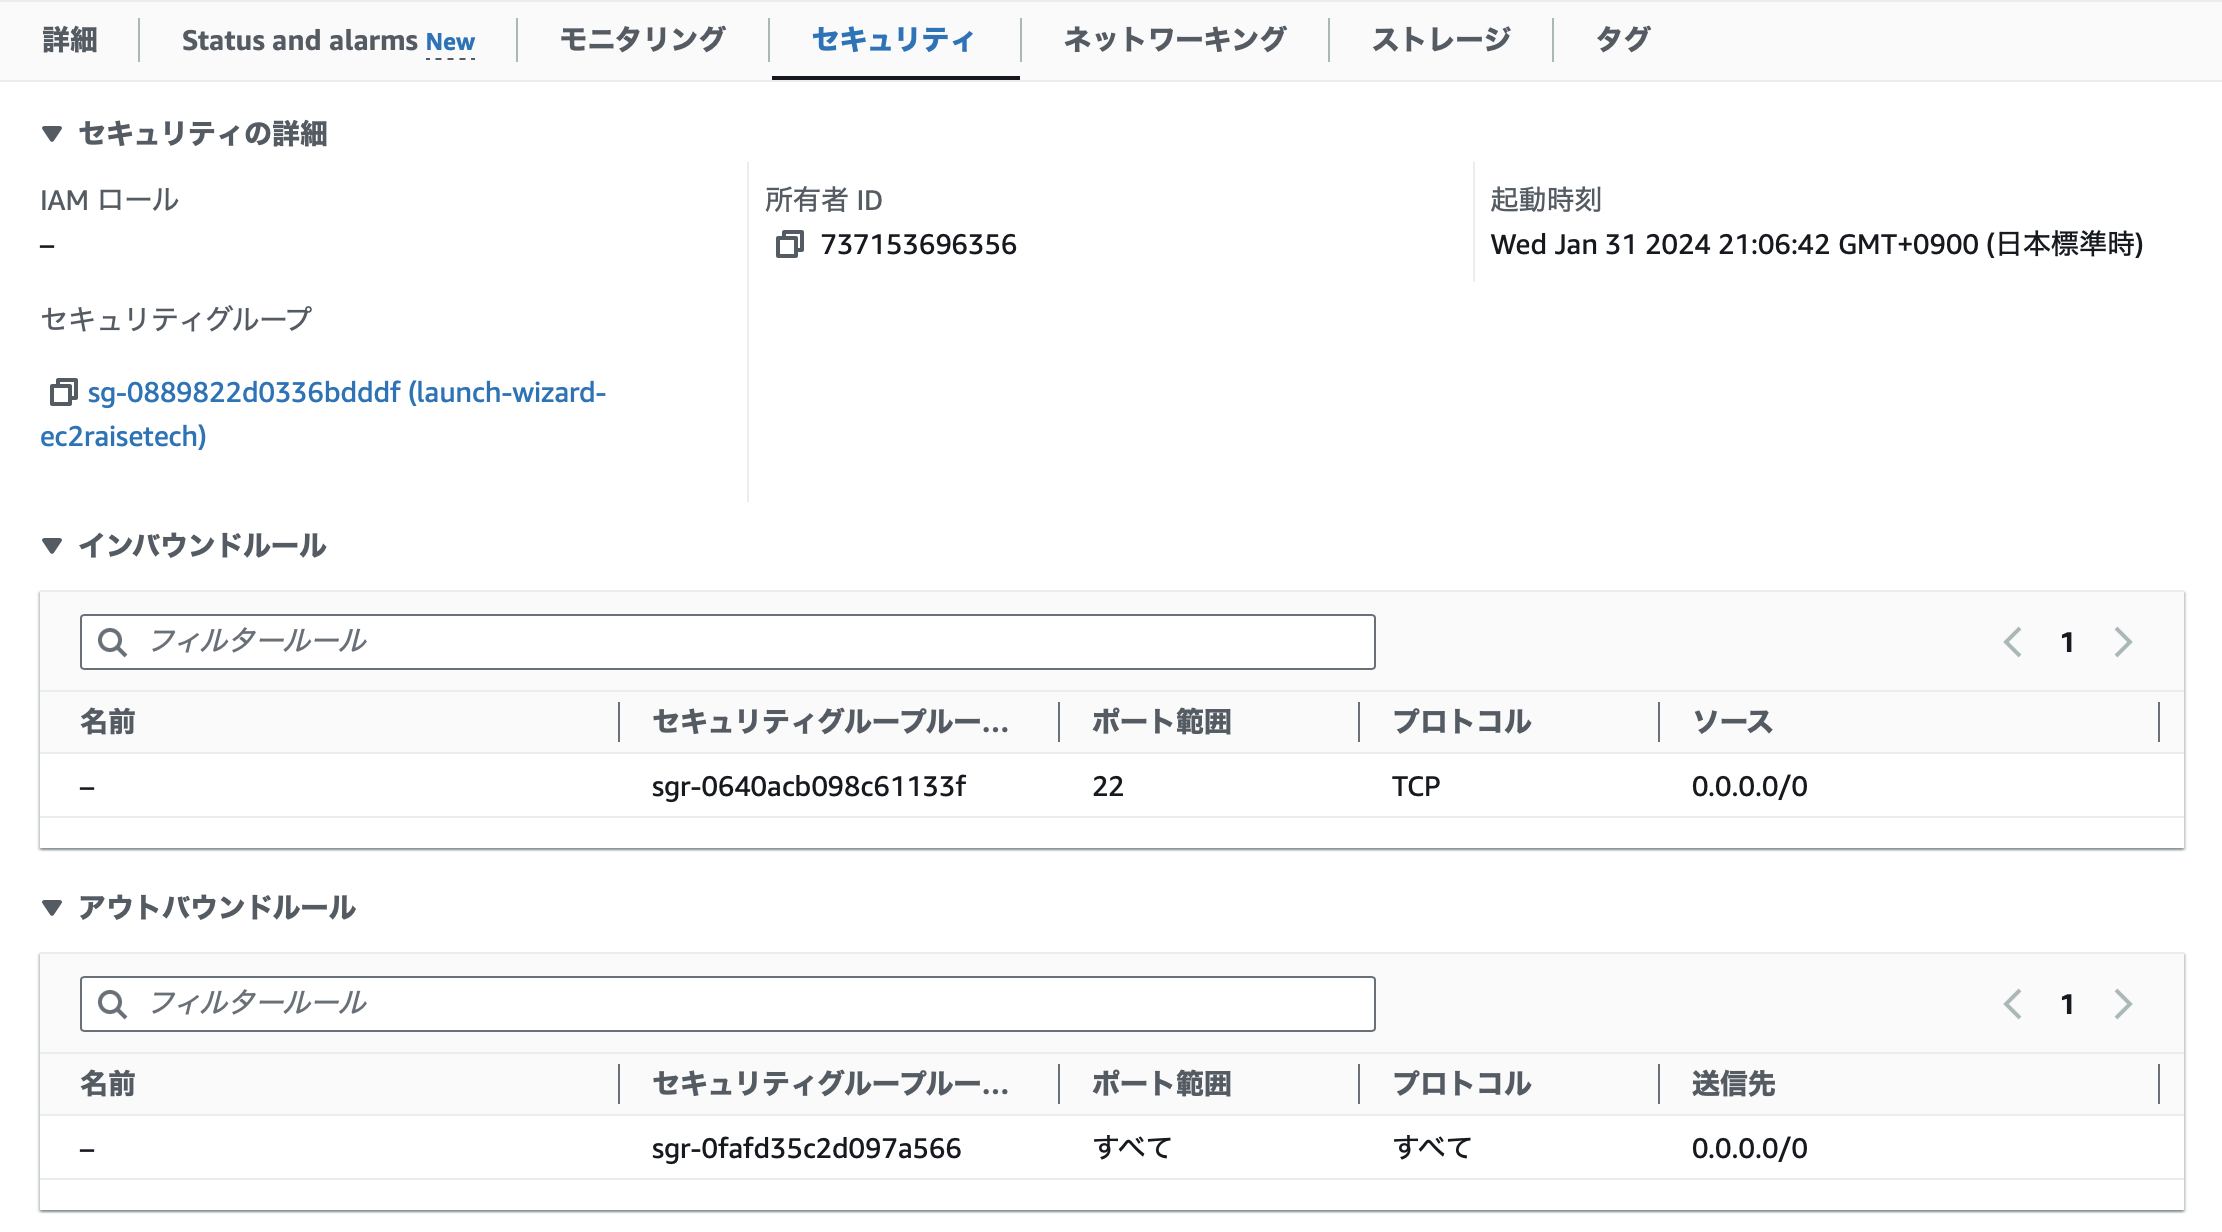 詳細 Status and alarms New モニタリング セキュリティ ネットワーキング ストレージ タグ
セキュリティの詳細
IAM ロール
–
所有者 ID
737153696356
起動時刻
Wed Jan 31 2024 21:06:42 GMT+0900 (日本標準時)
セキュリティグループ
sg-0889822d0336bdddf (launch-wizard-
ec2raisetech)
インバウンドルール
フィルタールール 1
名前 セキュリティグループルー... ポート範囲 プロトコル ソース
– sgr-0640acb098c61133f 22 TCP 0.0.0.0/0
アウトバウンドルール
フィルタールール 1
名前 セキュリティグループルー... ポート範囲 プロトコル 送信先
– sgr-0fafd35c2d097a566 すべて すべて 0.0.0.0/0